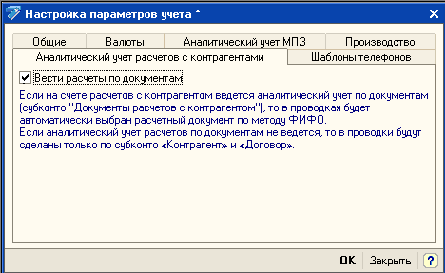 Настройка параметров учета *
Общие Валюты Аналитический учет МПЗ Производство
Аналитический учет расчетов с контрагентами Шаблоны телефонов
Вести расчеты по документам
Если на счете расчетов с контрагентом ведется аналитический учет по документам
(субконто "Документы расчетов с контрагентом"), то в проводках будет
автоматически выбран расчетный документ по методу ФИФО.
Если аналитический учет расчетов по документам не ведется, то в проводки будут
сделаны только по субконто «Контрагент» и «Договор».
OK Закрыть ?